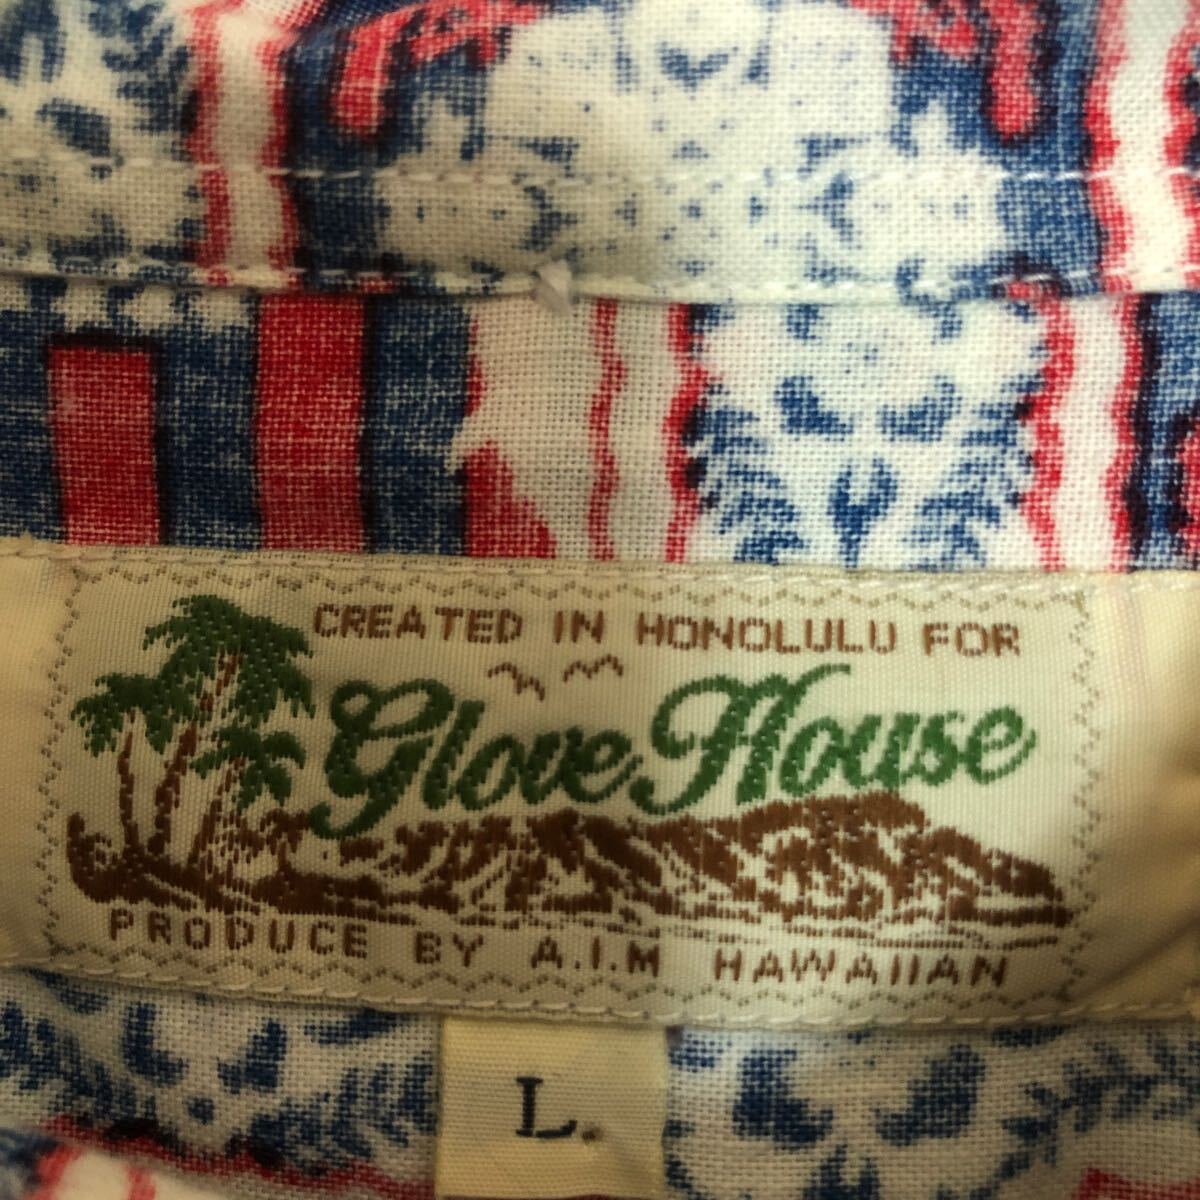 CREATED IN HONOLULU FOR
Glove House
PRODUCE BY A.I.M HAWAIIAN
L.